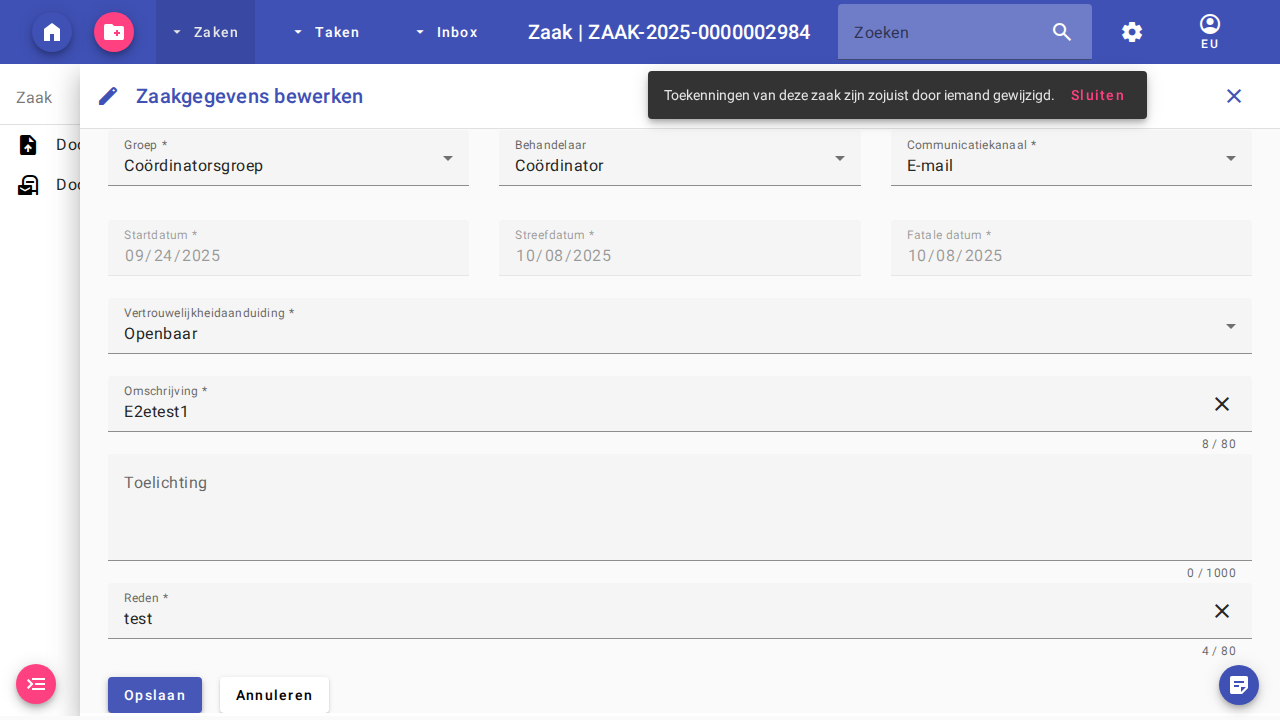 Zaken
Taken
Inbox
Zaak | ZAAK-2025-0000002984
Zoeken
EU
Zaak
Zaakgegevens bewerken
Toekenningen van deze zaak zijn zojuist door iemand gewijzigd.
Sluiten
Doc
Doc
Groep *
Coördinatorsgroep
Behandelaar
Coördinator
Communicatiekanaal *
E-mail
Startdatum *
09/24/2025
Streefdatum *
10/08/2025
Fatale datum *
10/08/2025
Vertrouwelijkheidaanduiding *
Openbaar
Omschrijving *
E2etest1
8 / 80
Toelichting
0 / 1000
Reden *
test
4 / 80
Opslaan
Annuleren